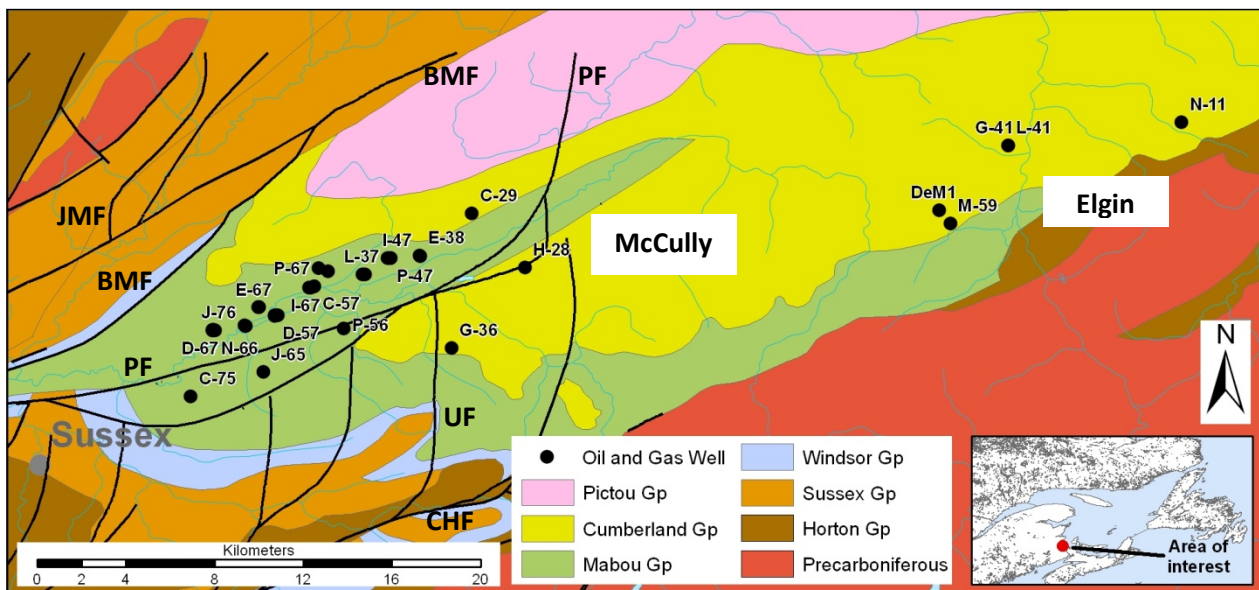 BMF
PF
N-11
G-41 L-41
C-29
DeM1
M-59
Elgin
JMF
McCully
I-47
E-38
H-28
L-37
P-67
P-47
BMF
E-67
I-67
C-57
J-76
D-57
P-56
G-36
D-67
N-66
J-65
PF
C-75
UF
N
Sussex
CHF
Oil and Gas Well
Windsor Gp
Pictou Gp
Sussex Gp
Cumberland Gp
Horton Gp
Mabou Gp
Precarboniferous
Kilometers
0 2 4 8 12 16 20
Area of
interest